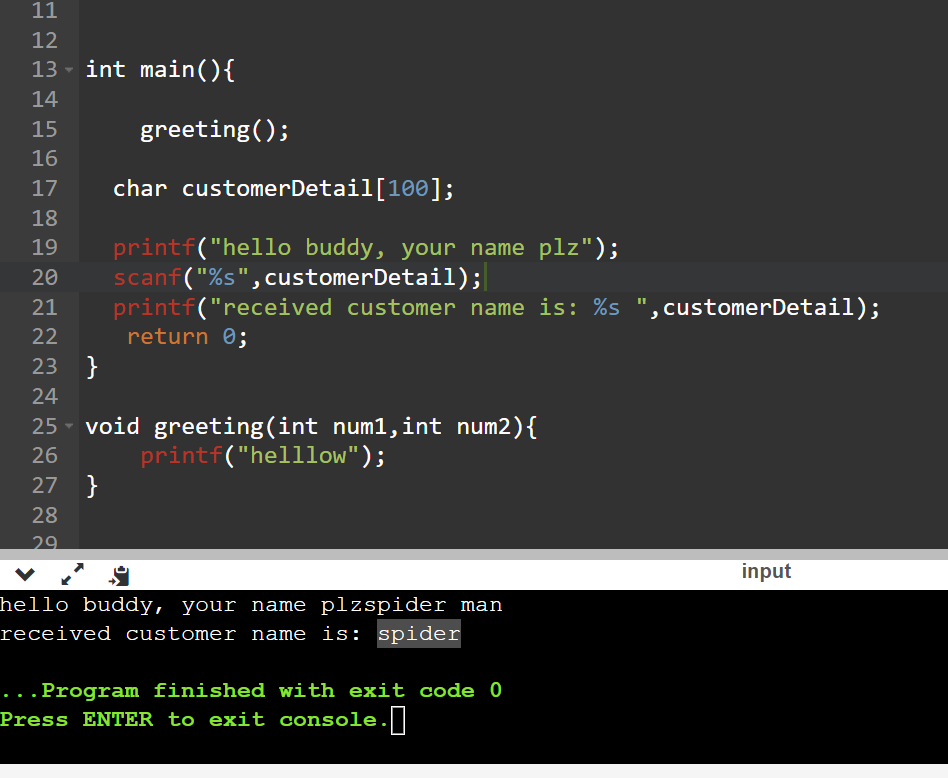 11
12
13 int main(){
14
15 greeting();
16
17 char customerDetail[100];
18
19 printf("hello buddy, your name plz");
20 scanf("%s",customerDetail);
21 printf("received customer name is: %s ",customerDetail);
22 return 0;
23 }
24
25 void greeting(int num1,int num2){
26 printf("helllow");
27 }
28
29
input
hello buddy, your name plzspider man
received customer name is: spider
...Program finished with exit code 0
Press ENTER to exit console.